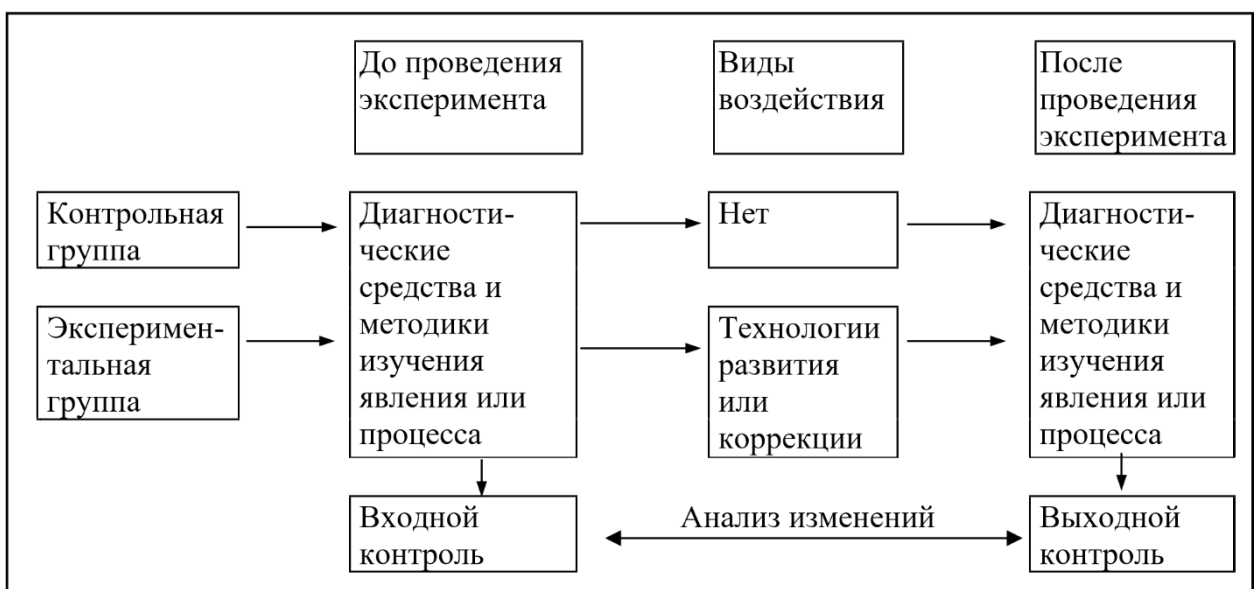 До проведения
эксперимента
Виды
воздействия
После
проведения
эксперимента
Контрольная
группа
Эксперимен-
тальная
группа
Диагности-
ческие
средства и
методики
изучения
явления или
процесса
Нет
Технологии
развития
или
коррекции
Диагности-
ческие
средства и
методики
изучения
явления или
процесса
Входной
контроль
Анализ изменений
Выходной
контроль